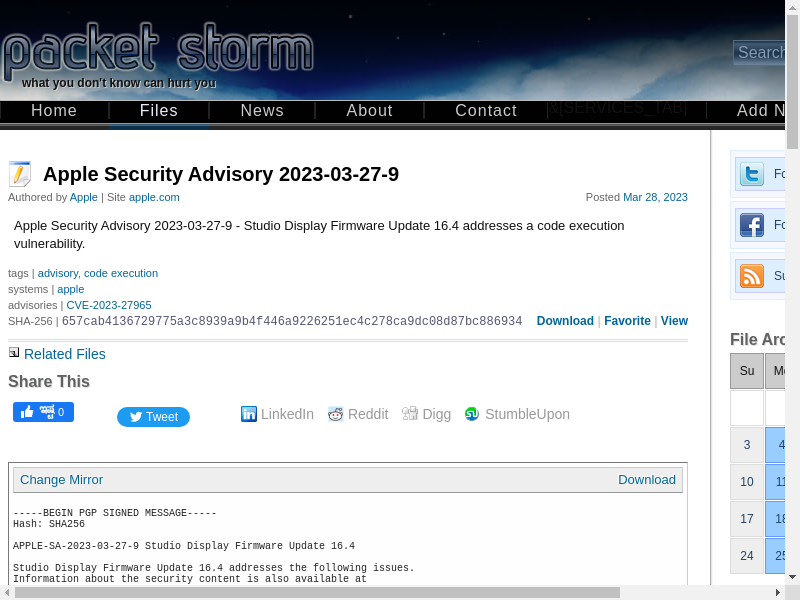 packet storm
what you don't know can hurt you
Search
Home
Files
News
About
Contact
&[SERVICES_TAB]
Add N
Apple Security Advisory 2023-03-27-9
Authored by Apple | Site apple.com
Posted Mar 28, 2023
Apple Security Advisory 2023-03-27-9 - Studio Display Firmware Update 16.4 addresses a code execution
vulnerability.
tags | advisory, code execution
systems | apple
advisories | CVE-2023-27965
SHA-256 | 657cab4136729775a3c8939a9b4f446a9226251ec4c278ca9dc08d87bc886934
Download | Favorite | View
Related Files
Share This
0
Tweet
LinkedIn
Reddit
Digg
StumbleUpon
Change Mirror
Download
-----BEGIN PGP SIGNED MESSAGE-----
Hash: SHA256
APPLE-SA-2023-03-27-9 Studio Display Firmware Update 16.4
Studio Display Firmware Update 16.4 addresses the following issues.
Information about the security content is also available at
Fo
Fo
Su
File Arc
Su
Mo
3
4
10
11
17
18
24
25